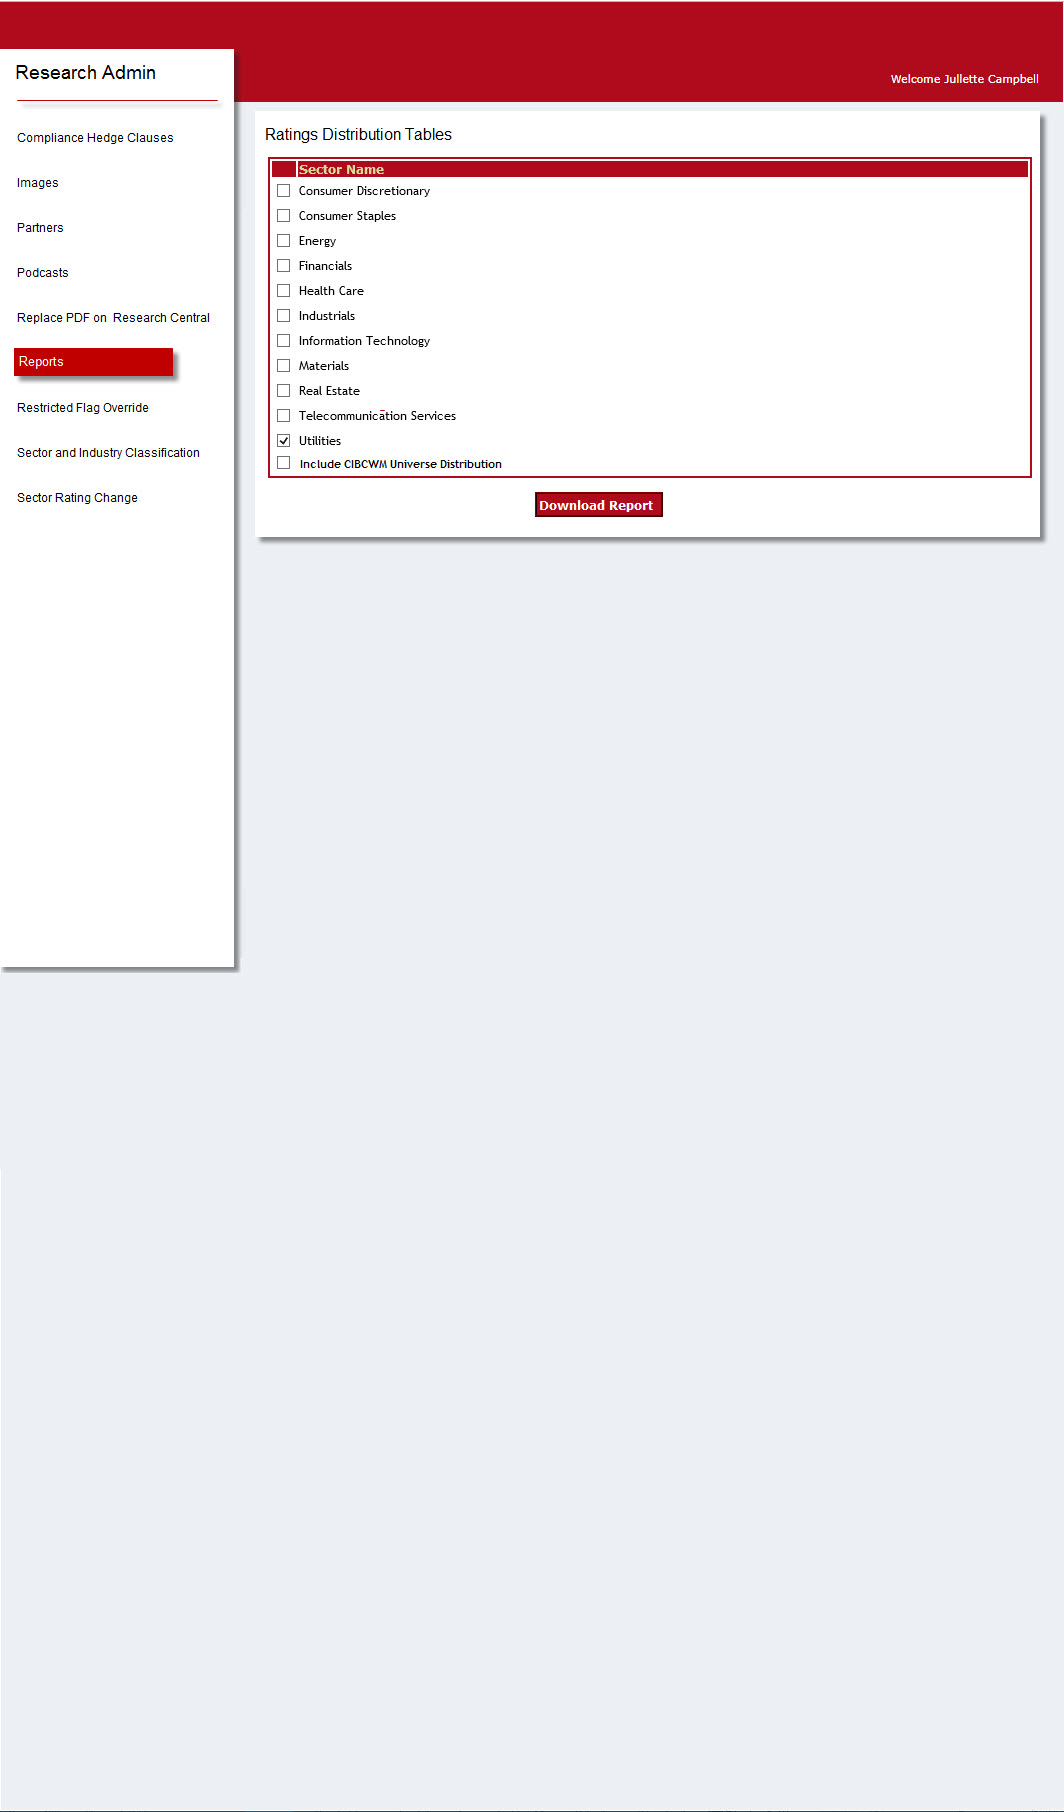 Welcome Jullette Campbell
Research Admin
Compliance Hedge Clauses
Images
Partners
Podcasts
Replace PDF on  Research Central
Reports
Restricted Flag Override
Sector and Industry Classification
Sector Rating Change
Ratings Distribution Tables
Sector Name
Consumer Discretionary
Consumer Staples
Energy
Financials
Health Care
Industrials
Information Technology
Materials
Real Estate
Telecommunication Services
Utilities
Include CIBCWM Universe Distribution
Download Report